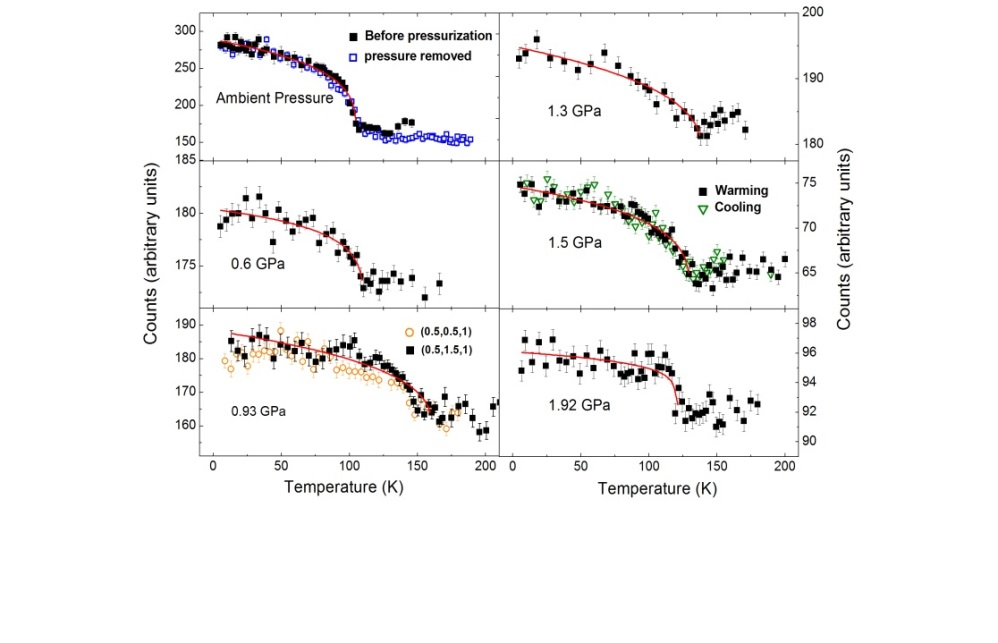 300
250
200
150
Before pressurization
pressure removed
Ambient Pressure
200
190
180
1.3 GPa
185
180
175
0.6 GPa
75
70
65
Warming
Cooling
1.5 GPa
190
180
170
160
(0.5,0.5,1)
(0.5,1.5,1)
0.93 GPa
98
96
94
92
90
1.92 GPa
0 50 100 150 200
0 50 100 150 200
Temperature (K)
Temperature (K)
Counts (arbitrary units)
Counts (arbitrary units)